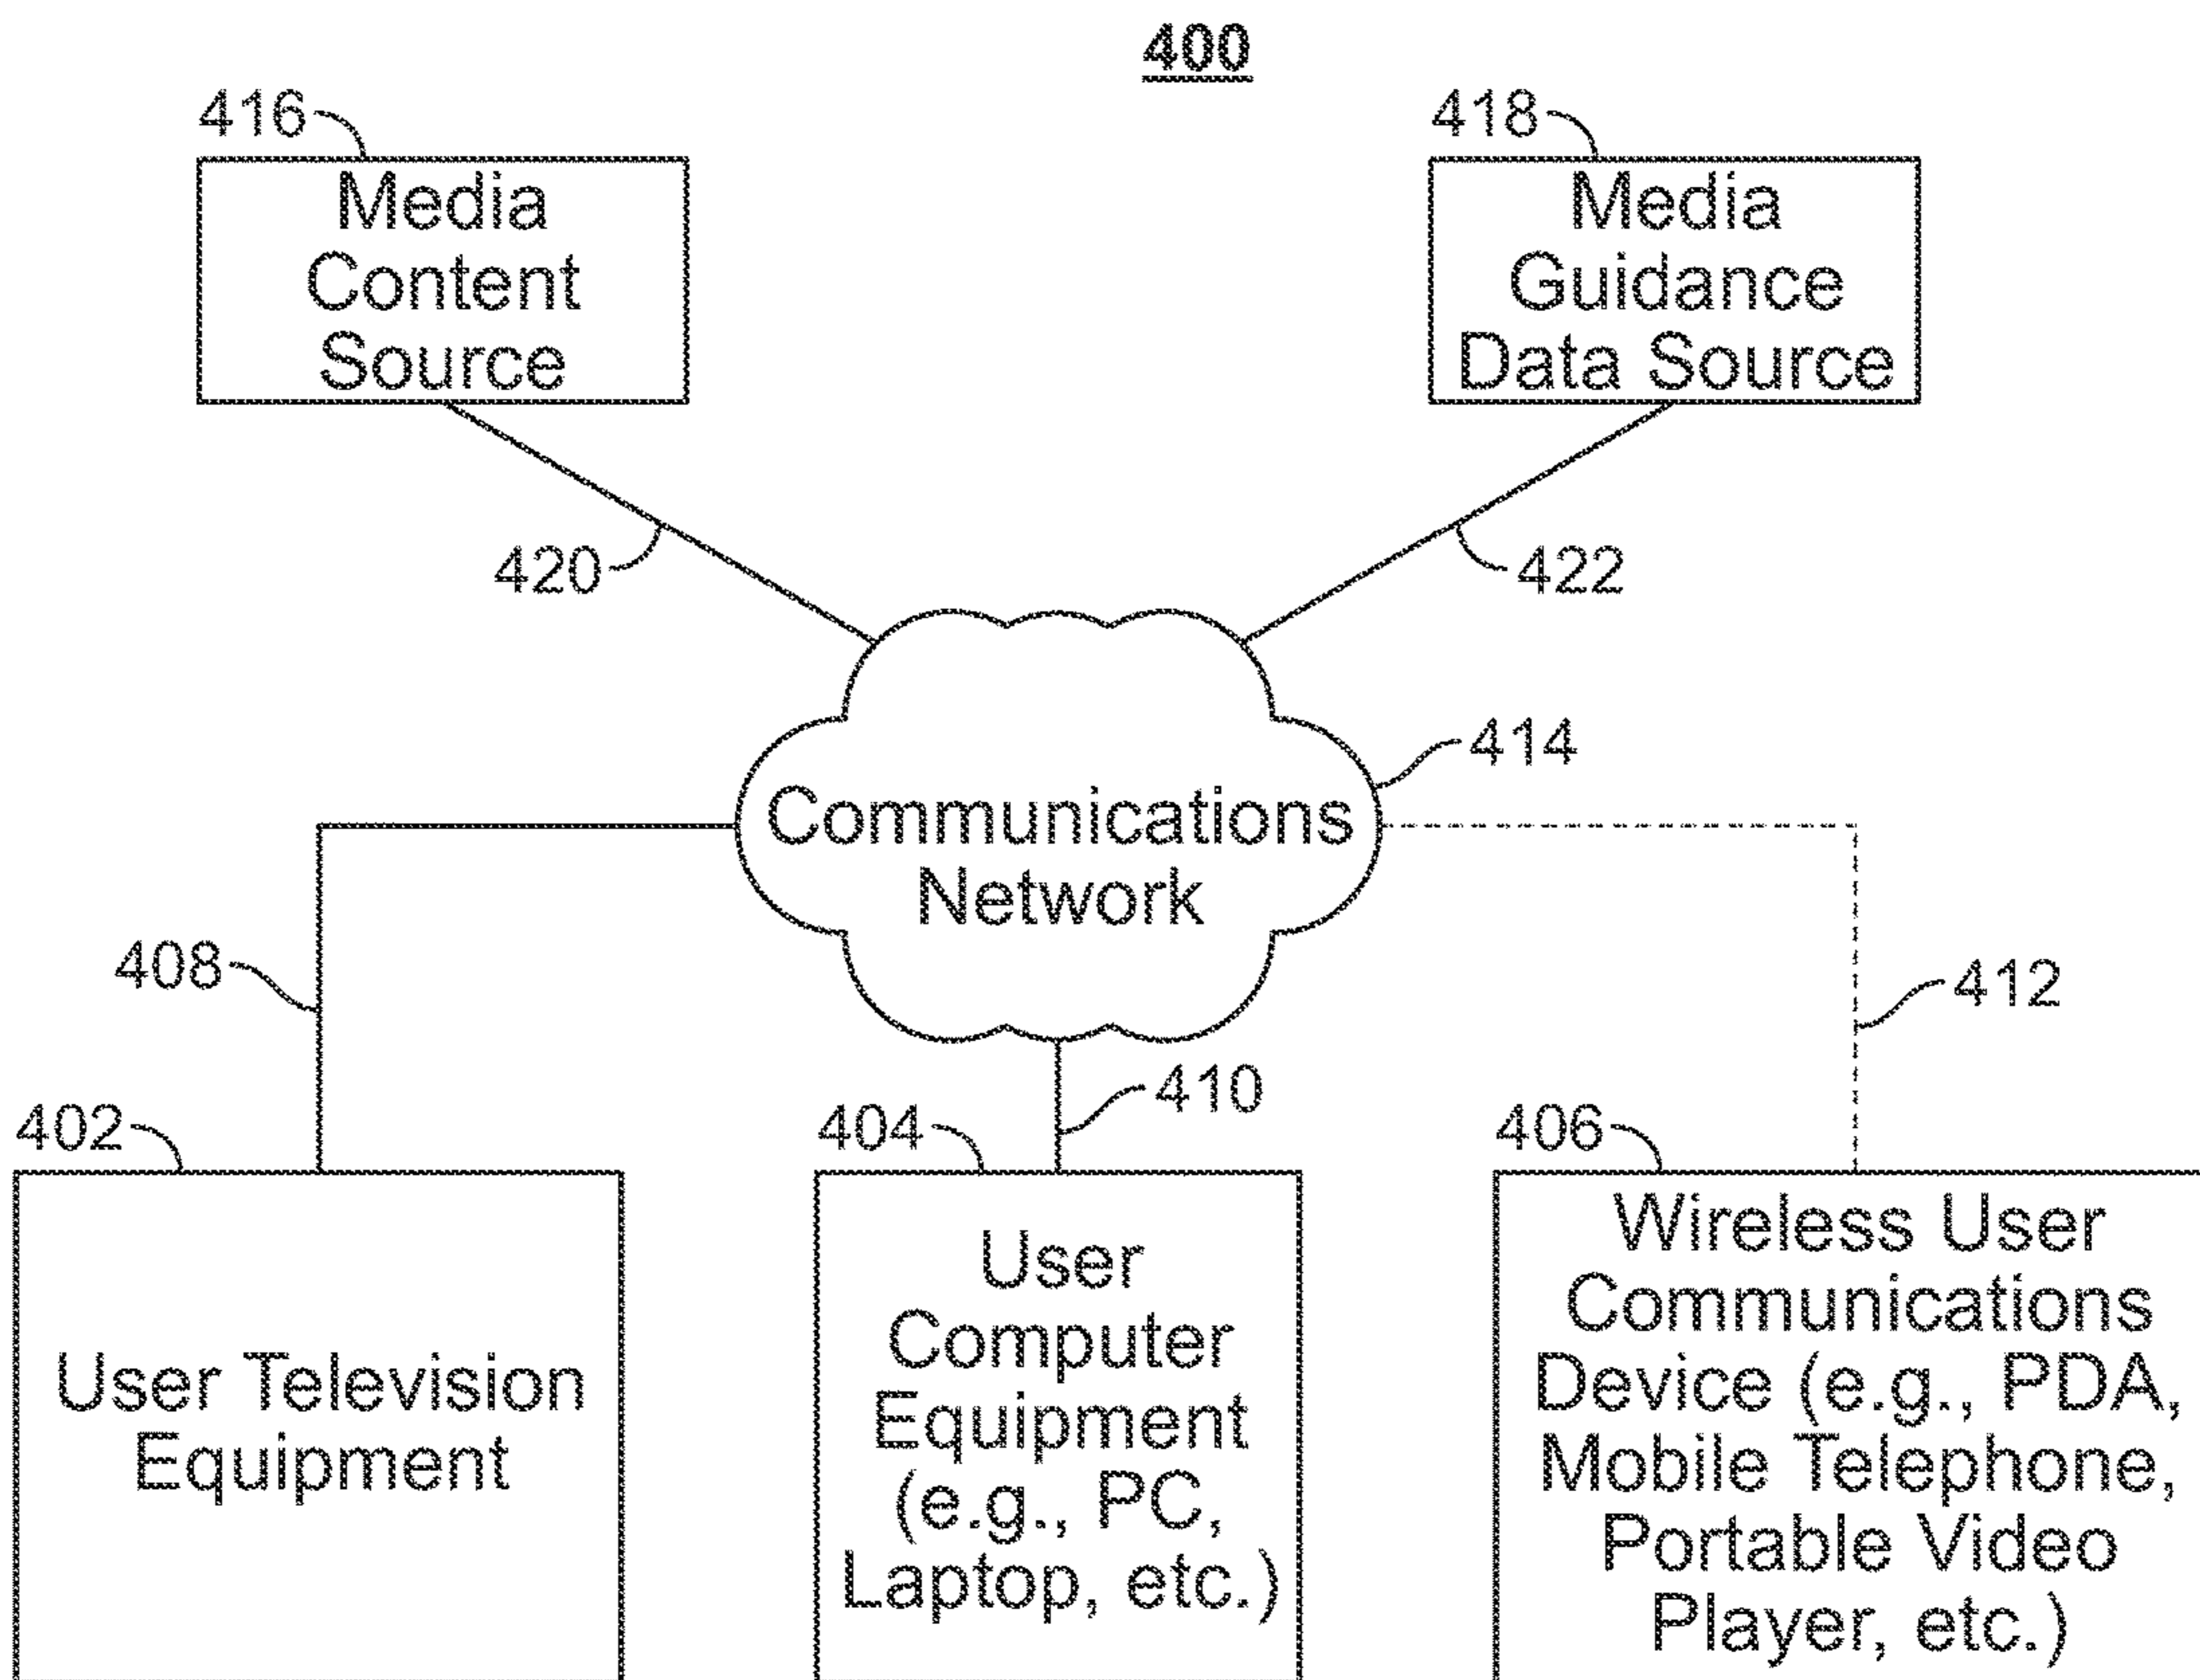 400
416
Media
Content
Source
418
Media
Guidance
Data Source
420
422
414
Communications
Network
408
412
410
402
User Television
Equipment
404
User
Computer
Equipment
(e.g., PC,
Laptop, etc.)
406
Wireless User
Communications
Device (e.g., PDA,
Mobile Telephone,
Portable Video
Player, etc.)